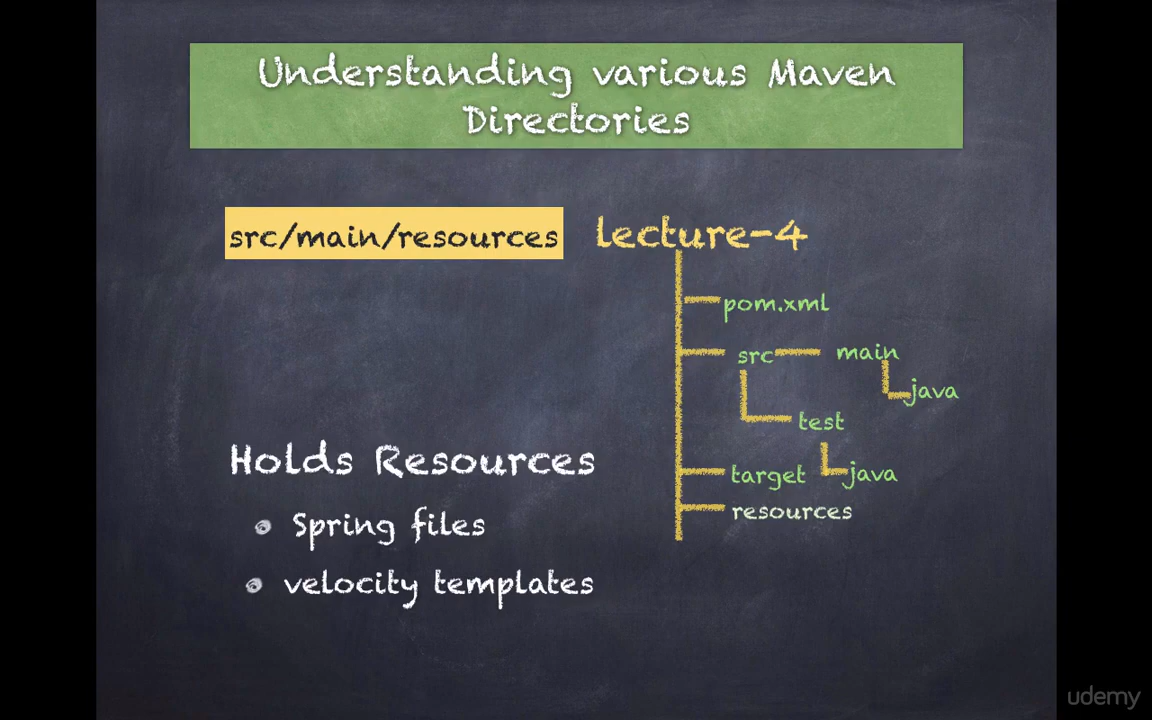 Understanding various Maven
Directories
src/main/resources
lecture-4
pom.xml
src
main
java
test
target
java
resources
Holds Resources
Spring files
velocity templates
udemy